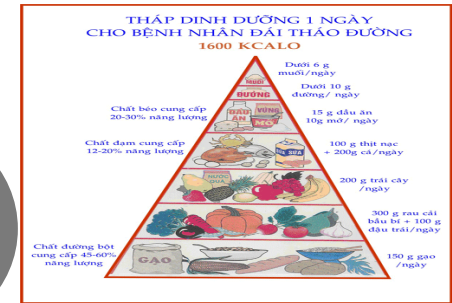 THÁP DINH DƯỠNG 1 NGÀY
CHO BỆNH NHÂN ĐÁI THÁO ĐƯỜNG
1600 KCALO
Dưới 6 g
muối/ngày
MUỐI
Dưới 10 g
đường/ ngày
ĐƯỜNG
Chất béo cung cấp
20-30% năng lượng
DẦU
ĂN
VỪNG
MỠ
15 g dầu ăn
10g mỡ/ ngày
Chất đạm cung cấp
12-20% năng lượng
SỮA
100 g thịt nạc
+ 200g cá/ngày
NƯỚC
QUẢ
200 g trái cây
/ngày
300 g rau cải
bầu bí + 100 g
đậu trái/ngày
Chất đường bột
cung cấp 45-60%
năng lượng
GẠO
150 g gạo
/ngày